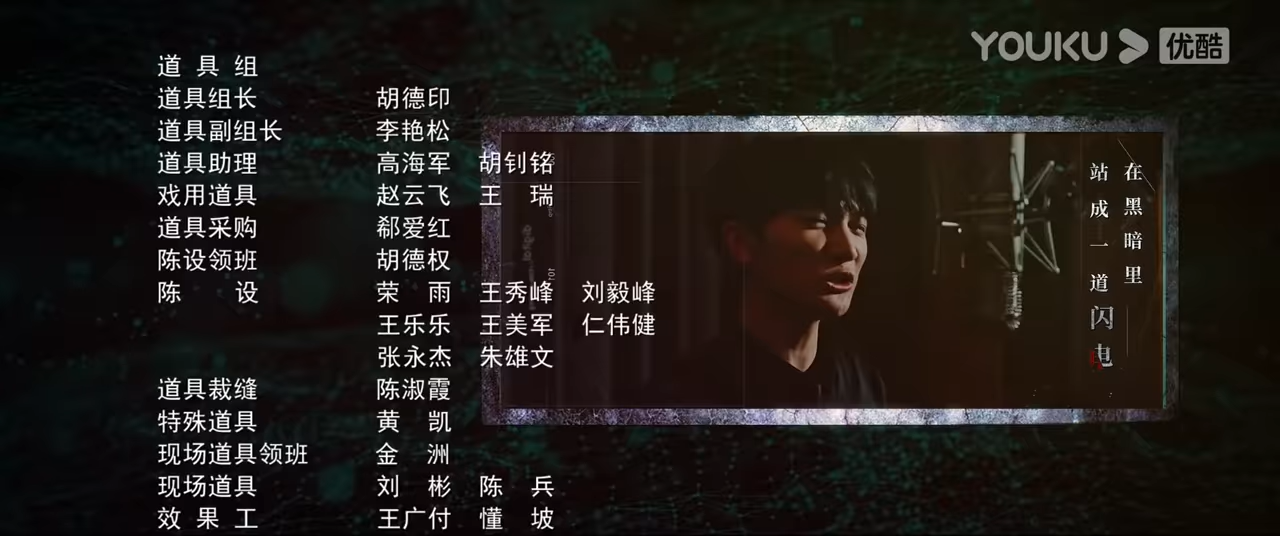 YOUKU 优酷
道具组
道具组长 胡德印
道具副组长 李艳松
道具助理 高海军 胡钊铭
戏用道具 赵云飞 王瑞
道具采购 郗爱红
陈设领班 胡德权
陈设 荣雨 王秀峰 刘毅峰
王乐乐 王美军 仁伟健
张永杰 朱雄文
道具裁缝 陈淑霞
特殊道具 黄凯
现场道具领班 金洲
现场道具 刘彬 陈兵
效果工 王广付 懂坡
在黑暗里
站成一道闪电